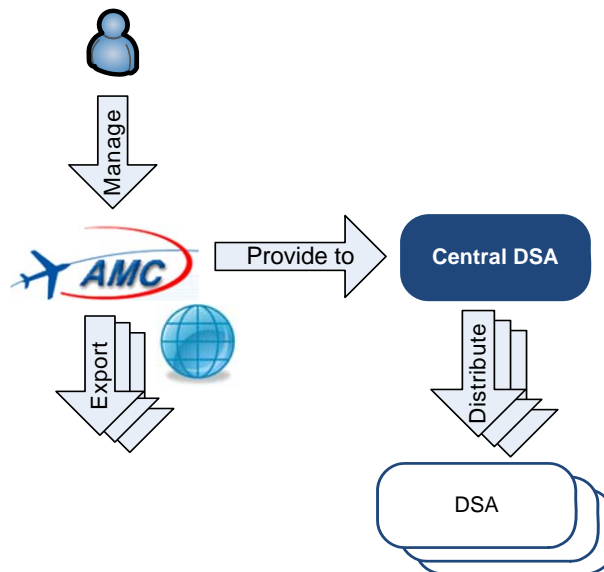 Manage
AMC
Provide to
Central DSA
Export
Distribute
DSA